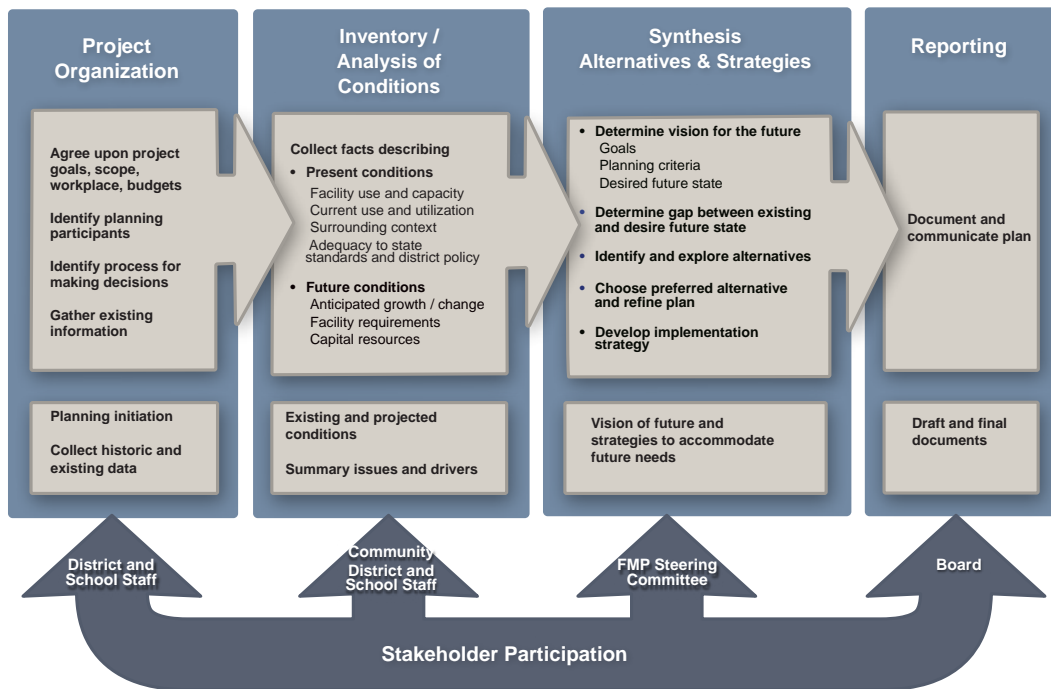 Project
Organization
Agree upon project
goals, scope,
workplace, budgets
Identify planning
participants
Identify process for
making decisions
Gather existing
information
Planning initiation
Collect historic and
existing data
Inventory /
Analysis of
Conditions
Collect facts describing
• Present conditions
Facility use and capacity
Current use and utilization
Surrounding context
Adequacy to state
standards and district policy
• Future conditions
Anticipated growth / change
Facility requirements
Capital resources
Existing and projected
conditions
Summary issues and drivers
Synthesis
Alternatives & Strategies
• Determine vision for the future
Goals
Planning criteria
Desired future state
• Determine gap between existing
and desire future state
• Identify and explore alternatives
• Choose preferred alternative
and refine plan
• Develop implementation
strategy
Vision of future and
strategies to accommodate
future needs
Reporting
Document and
communicate plan
Draft and final
documents
District and
School Staff
Community
District and
School Staff
FMP Steering
Committee
Board
Stakeholder Participation